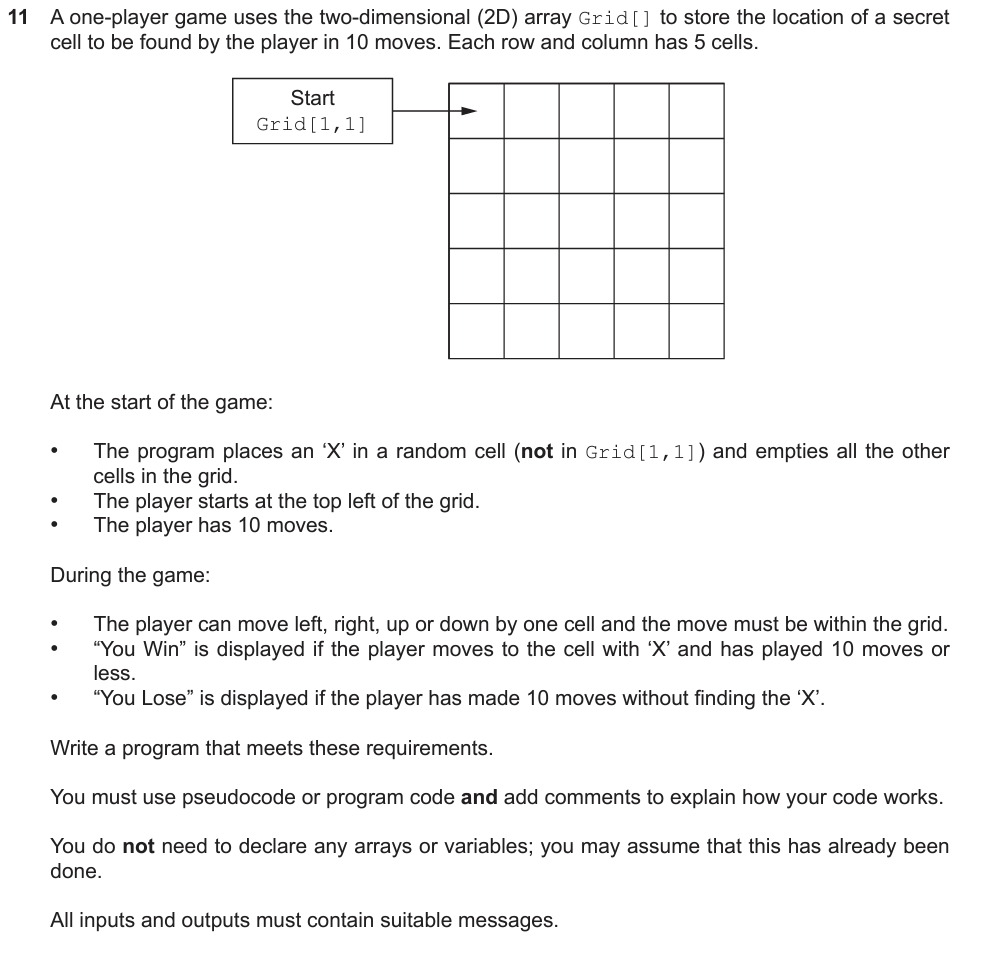 11 A one-player game uses the two-dimensional (2D) array Grid[] to store the location of a secret
cell to be found by the player in 10 moves. Each row and column has 5 cells.
Start
Grid[1,1]
At the start of the game:
• The program places an ‘X’ in a random cell (not in Grid[1,1]) and empties all the other
cells in the grid.
• The player starts at the top left of the grid.
• The player has 10 moves.
During the game:
• The player can move left, right, up or down by one cell and the move must be within the grid.
• “You Win” is displayed if the player moves to the cell with ‘X’ and has played 10 moves or
less.
• “You Lose” is displayed if the player has made 10 moves without finding the ‘X’.
Write a program that meets these requirements.
You must use pseudocode or program code and add comments to explain how your code works.
You do not need to declare any arrays or variables; you may assume that this has already been
done.
All inputs and outputs must contain suitable messages.